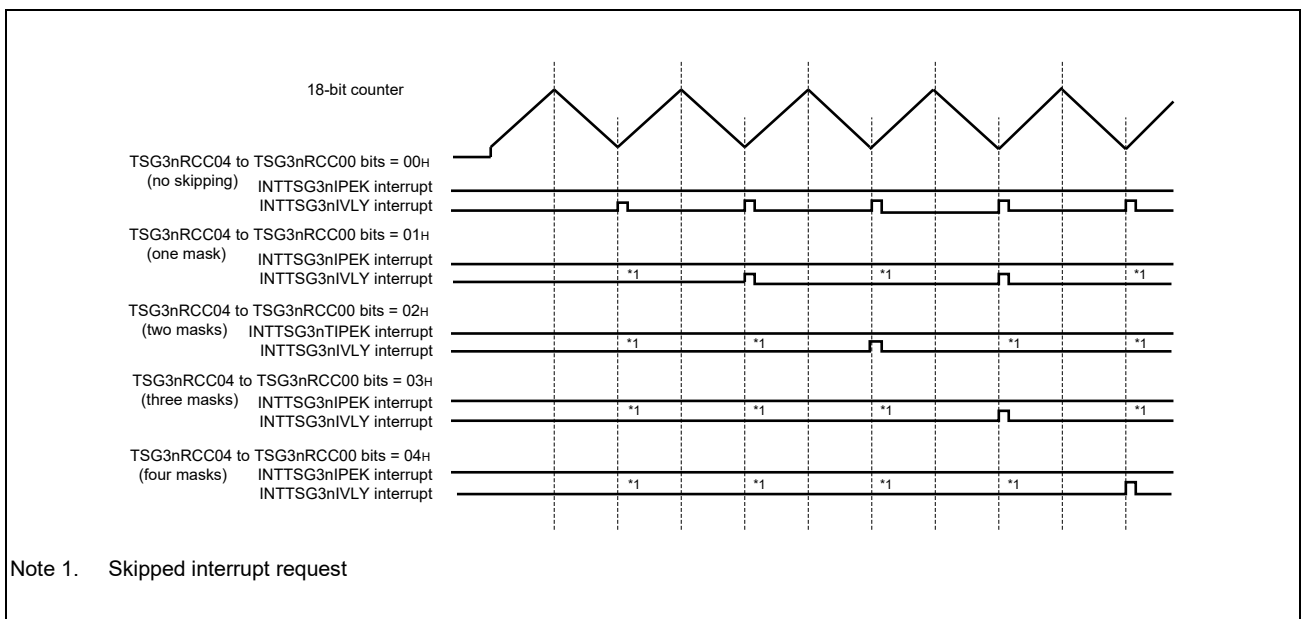 18-bit counter
TSG3nRCC04 to TSG3nRCC00 bits = 00H
(no skipping)
INTTSG3nIPEK interrupt
INTTSG3nIVLY interrupt
TSG3nRCC04 to TSG3nRCC00 bits = 01H
(one mask)
INTTSG3nIPEK interrupt
INTTSG3nIVLY interrupt
*1 *1 *1
TSG3nRCC04 to TSG3nRCC00 bits = 02H
(two masks)
INTTSG3nTIPEK interrupt
INTTSG3nIVLY interrupt
*1 *1 *1 *1
TSG3nRCC04 to TSG3nRCC00 bits = 03H
(three masks)
INTTSG3nIPEK interrupt
INTTSG3nIVLY interrupt
*1 *1 *1 *1
TSG3nRCC04 to TSG3nRCC00 bits = 04H
(four masks)
INTTSG3nIPEK interrupt
INTTSG3nIVLY interrupt
*1 *1 *1 *1
Note 1. Skipped interrupt request